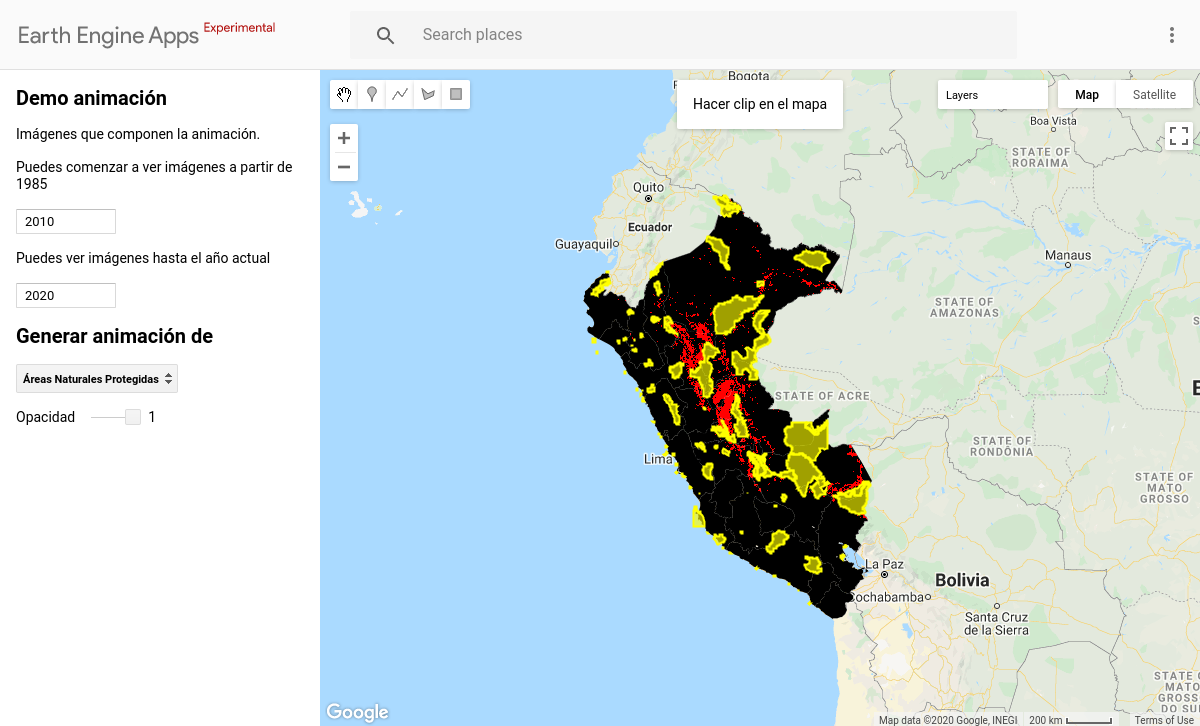 Earth Engine Apps Experimental
Search places
Demo animación
Imágenes que componen la animación.
Puedes comenzar a ver imágenes a partir de
1985
2010
Puedes ver imágenes hasta el año actual
2020
Generar animación de
Áreas Naturales Protegidas
Opacidad 1
Hacer clip en el mapa
Layers
Map
Satellite
Bogota
Boa Vista
STATE OF
RORAIMA
Quito
Ecuador
Guayaquil
Manaus
STATE OF
AMAZONAS
STATE OF ACRE
Lima
STATE OF
RONDÔNIA
STATE OF
MATO
GROSSO
La Paz
Bolivia
Cochabamba
Santa Cruz
de la Sierra
STATE O
MATO
GROSS
DO SUL
Google
Map data ©2020 Google, INEGI
200 km
Terms of Use